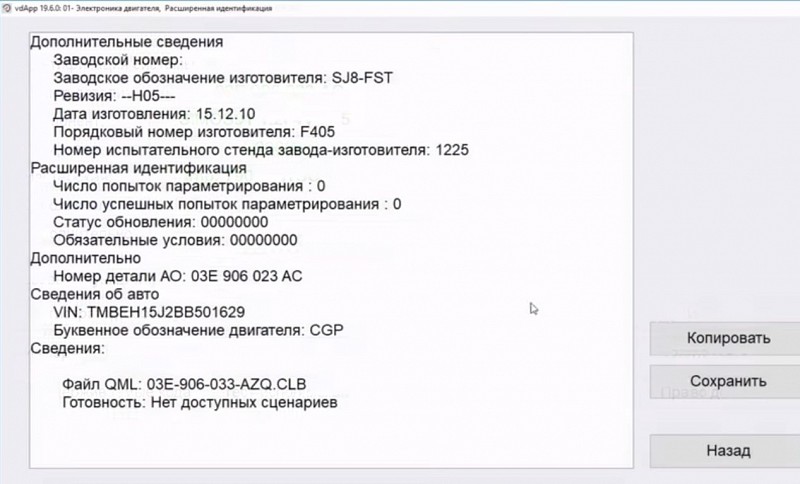 vdApp 19.6.0: 01- Электроника двигателя, Расширенная идентификация
Дополнительные сведения
Заводской номер:
Заводское обозначение изготовителя: SJ8-FST
Ревизия: --H05---
Дата изготовления: 15.12.10
Порядковый номер изготовителя: F405
Номер испытательного стенда завода-изготовителя: 1225
Расширенная идентификация
Число попыток параметрирования : 0
Число успешных попыток параметрирования : 0
Статус обновления: 00000000
Обязательные условия: 00000000
Дополнительно
Номер детали АО: 03E 906 023 AC
Сведения об авто
VIN: TMBEH15J2BB501629
Буквенное обозначение двигателя: CGP
Сведения:
Файл QML: 03E-906-033-AZQ.CLB
Готовность: Нет доступных сценариев
Копировать
Сохранить
Назад